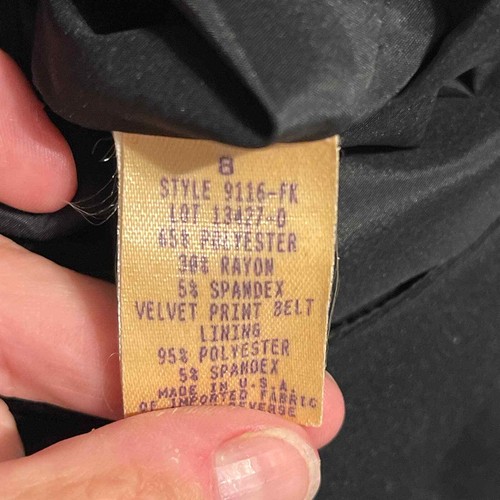 8
STYLE 9116-FK
LOT 13427-D
65% POLYESTER
30% RAYON
5% SPANDEX
VELVET PRINT BELT
LINING
95% POLYESTER
5% SPANDEX
MADE IN U.S.A.
OF IMPORTED FABRIC
REVERSE